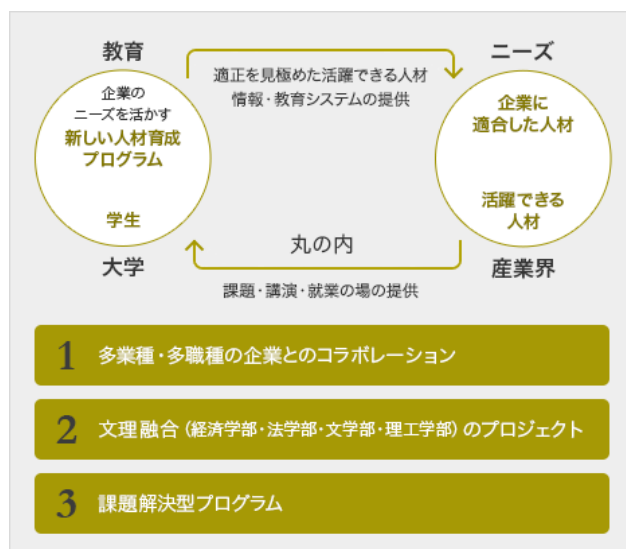 教育
企業の
ニーズを活かす
新しい人材育成
プログラム
学生
大学
適正を見極めた活躍できる人材
情報・教育システムの提供
ニーズ
企業に
適合した人材
活躍できる
人材
産業界
丸の内
課題・講演・就業の場の提供
1 多業種・多職種の企業とのコラボレーション
2 文理融合（経済学部・法学部・文学部・理工学部）のプロジェクト
3 課題解決型プログラム